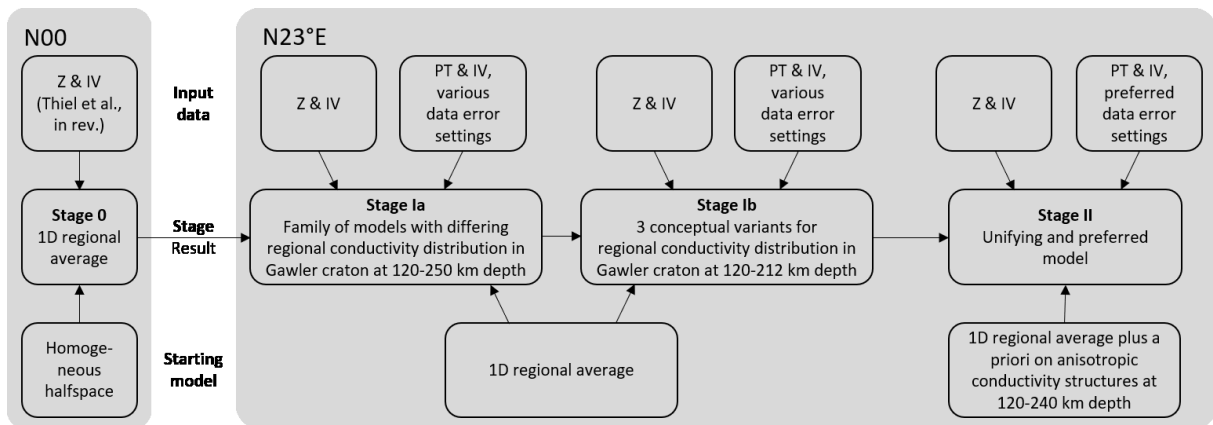 N00
N23°E
Z & IV
(Thiel et al.,
in rev.)
Input
data
Z & IV
PT & IV,
various
data error
settings
Z & IV
PT & IV,
various
data error
settings
Z & IV
PT & IV,
preferred
data error
settings
Stage 0
1D regional
average
Stage
Result
Stage Ia
Family of models with differing
regional conductivity distribution in
Gawler craton at 120-250 km depth
Stage Ib
3 conceptual variants for
regional conductivity distribution in
Gawler craton at 120-212 km depth
Stage II
Unifying and preferred
model
Homoge-
neous
halfspace
Starting
model
1D regional average
1D regional average plus a
priori on anisotropic
conductivity structures at
120-240 km depth